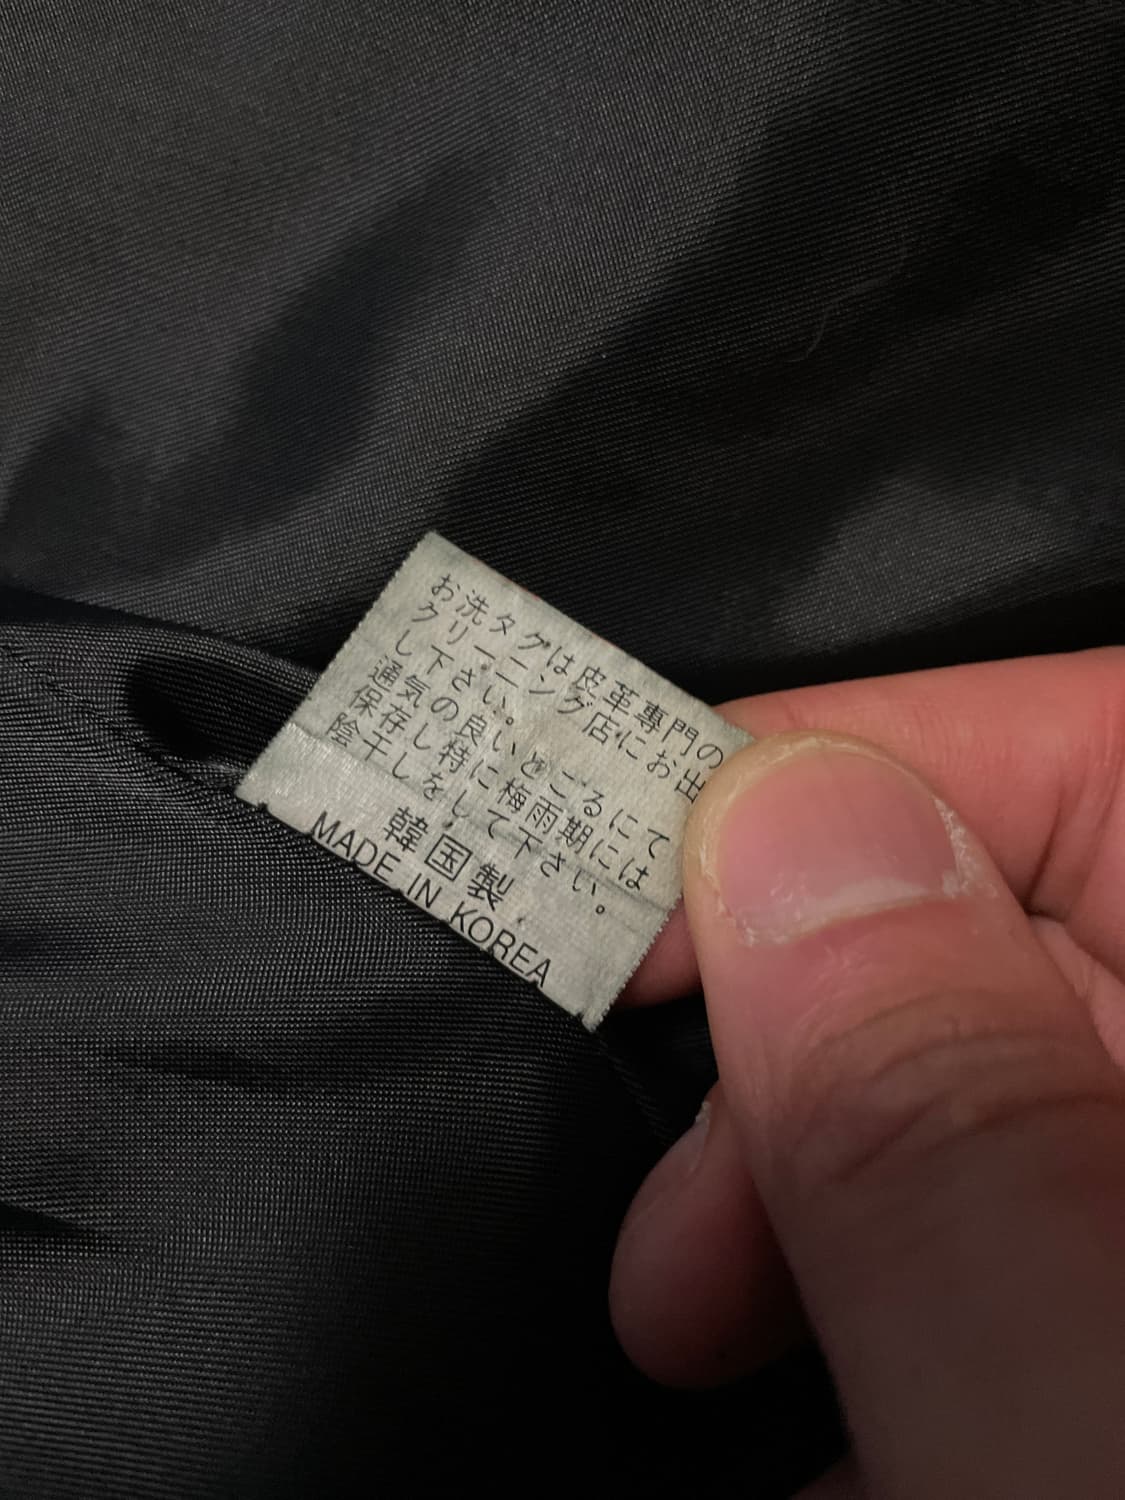 お洗タクは皮革専門の
クリーニング店にお出
し下さい。
通気の良いところにて
保存し特に梅雨期には
陰干しをして下さい。
韓国製
MADE IN KOREA